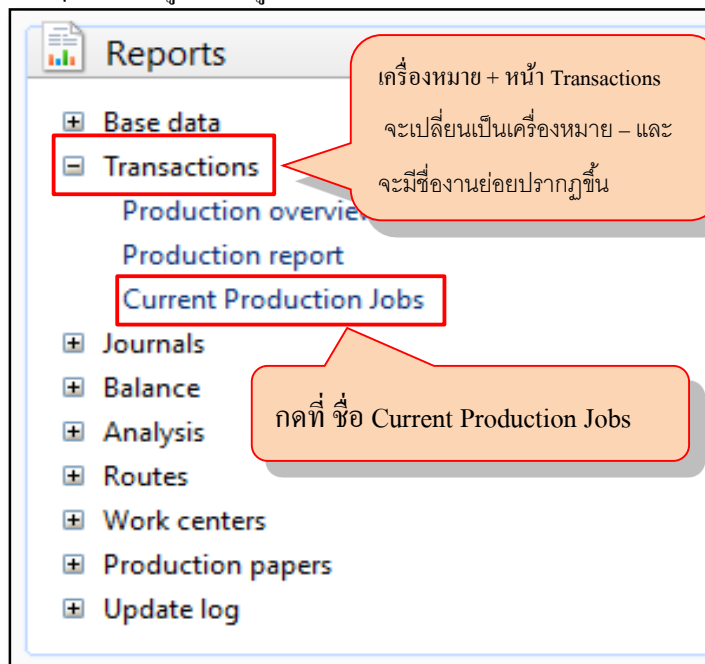 Reports
เครื่องหมาย + หน้า Transactions
จะเปลี่ยนเป็นเครื่องหมาย – และ
จะมีชื่องานย่อยปรากฏขึ้น
Base data
Transactions
Production overvie
Production report
Current Production Jobs
Journals
Balance
กดที่ ชื่อ Current Production Jobs
Analysis
Routes
Work centers
Production papers
Update log